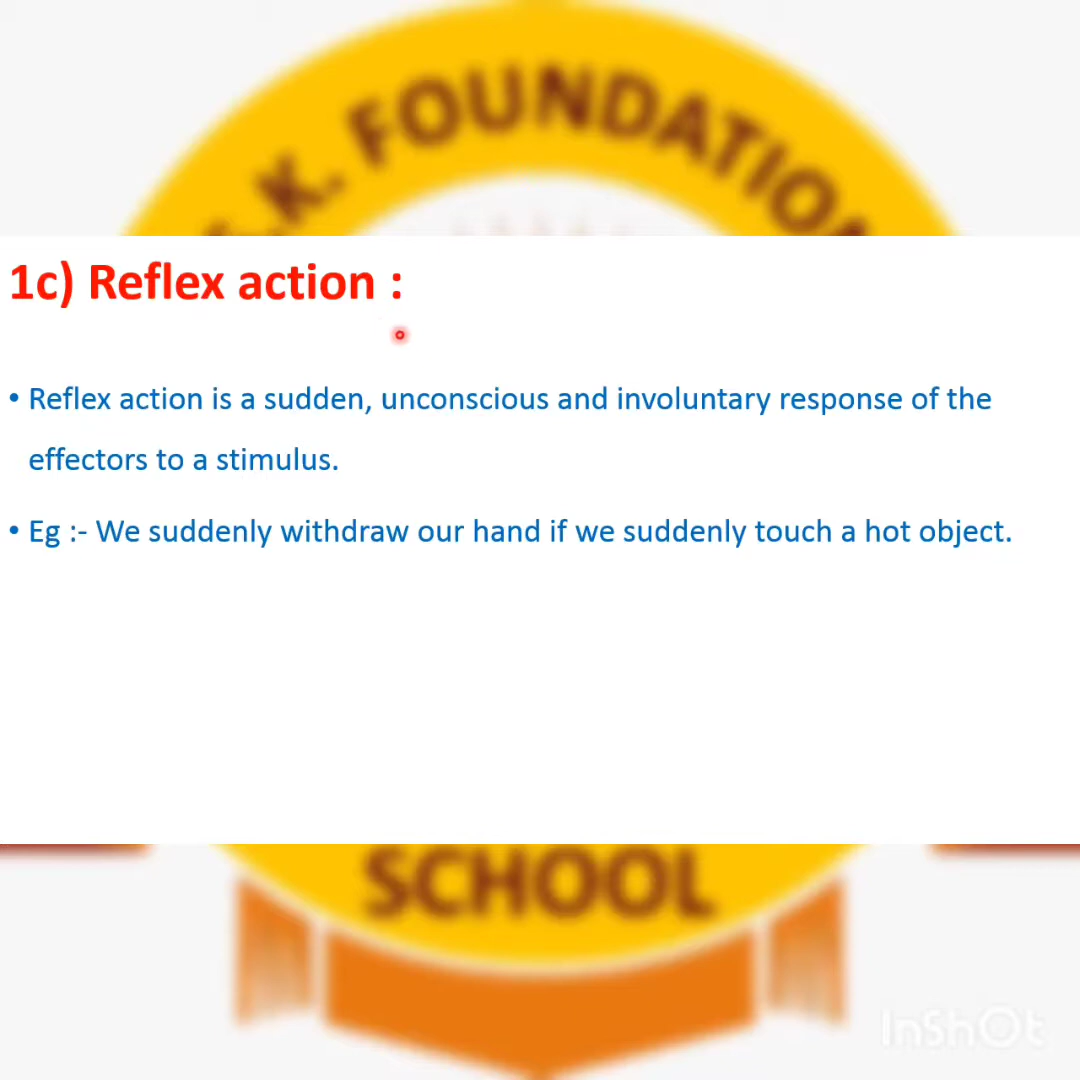 .K. FOUNDATION
1c) Reflex action :
• Reflex action is a sudden, unconscious and involuntary response of the
effectors to a stimulus.
• Eg :- We suddenly withdraw our hand if we suddenly touch a hot object.
SCHOOL
InShOt